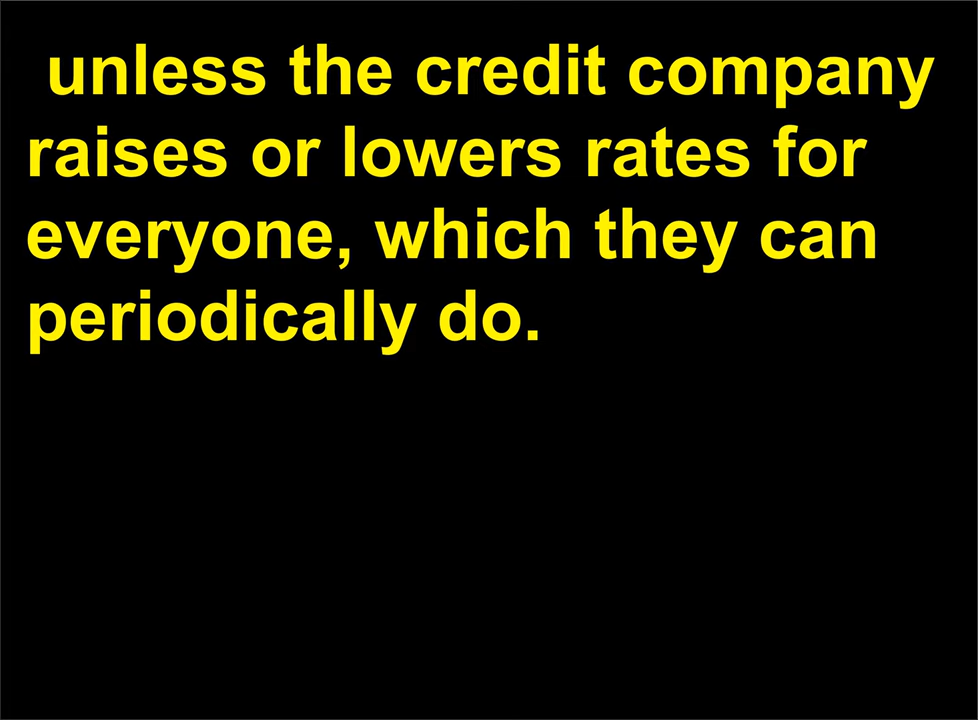 unless the credit company
raises or lowers rates for
everyone, which they can
periodically do.